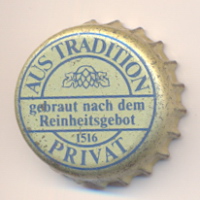 AUS TRADITION
gebraut nach dem
Reinheitsgebot
1516
PRIVAT